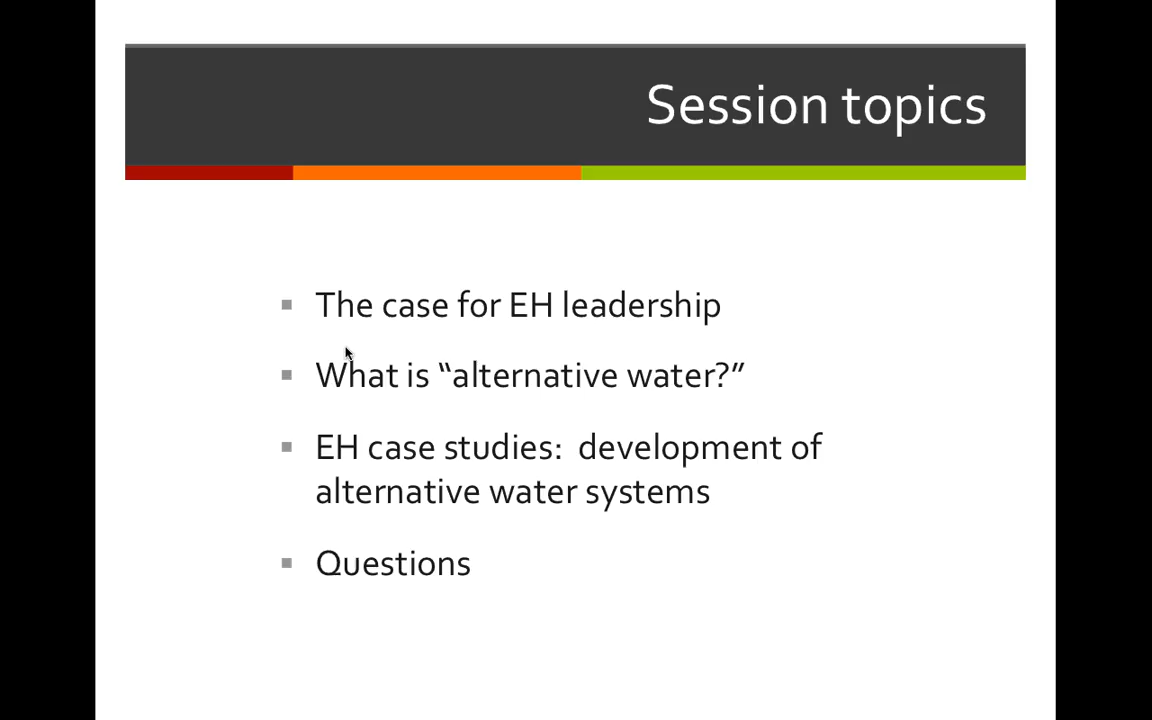 Session topics
The case for EH leadership
What is “alternative water?”
EH case studies:  development of
alternative water systems
Questions